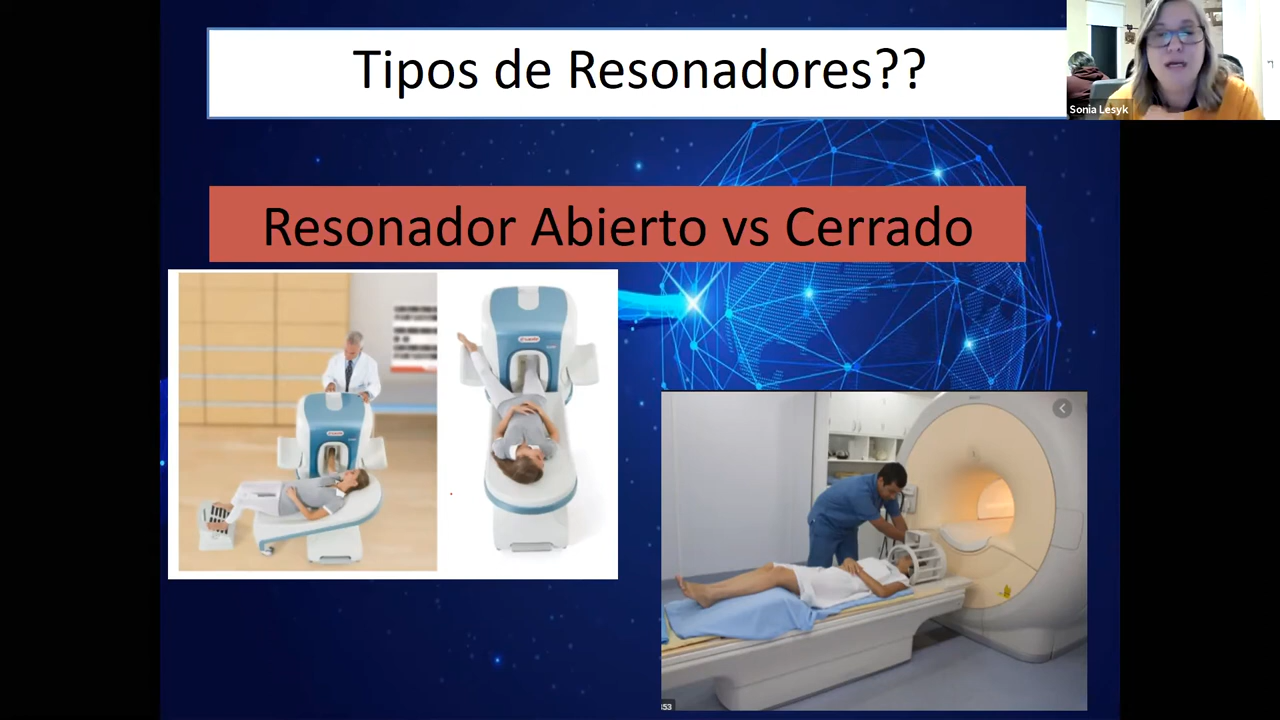 Tipos de Resonadores??
Sonia Lesyk
Resonador Abierto vs Cerrado